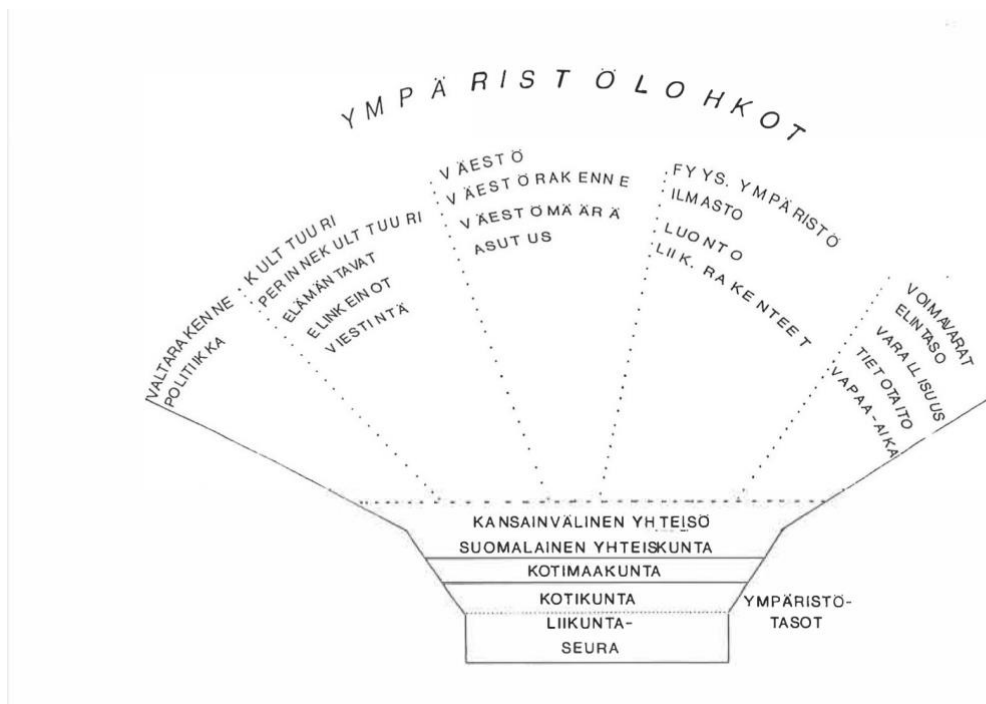 YMPÄRISTÖLOHKOT
VALTARAKENNE
POLITIIKKA
KULTTUURI
PERINNEKULTTUURI
ELÄMÄNTAVAT
ELINKEINOT
VIESTINTÄ
VÄESTÖ
VÄESTÖRAKENNE
VÄESTÖMÄÄRÄ
ASUTUS
FYYS. YMPÄRISTÖ
ILMASTO
LUONTO
LIIK. RAKENTEET
VOIMAVARAT
ELINTASO
VARALLISUUS
TIETOTAITO
VAPAA-AIKA
KANSAINVÄLINEN YHTEISÖ
SUOMALAINEN YHTEISKUNTA
KOTIMAAKUNTA
KOTIKUNTA
LIIKUNTA-
SEURA
YMPÄRISTÖ-
TASOT